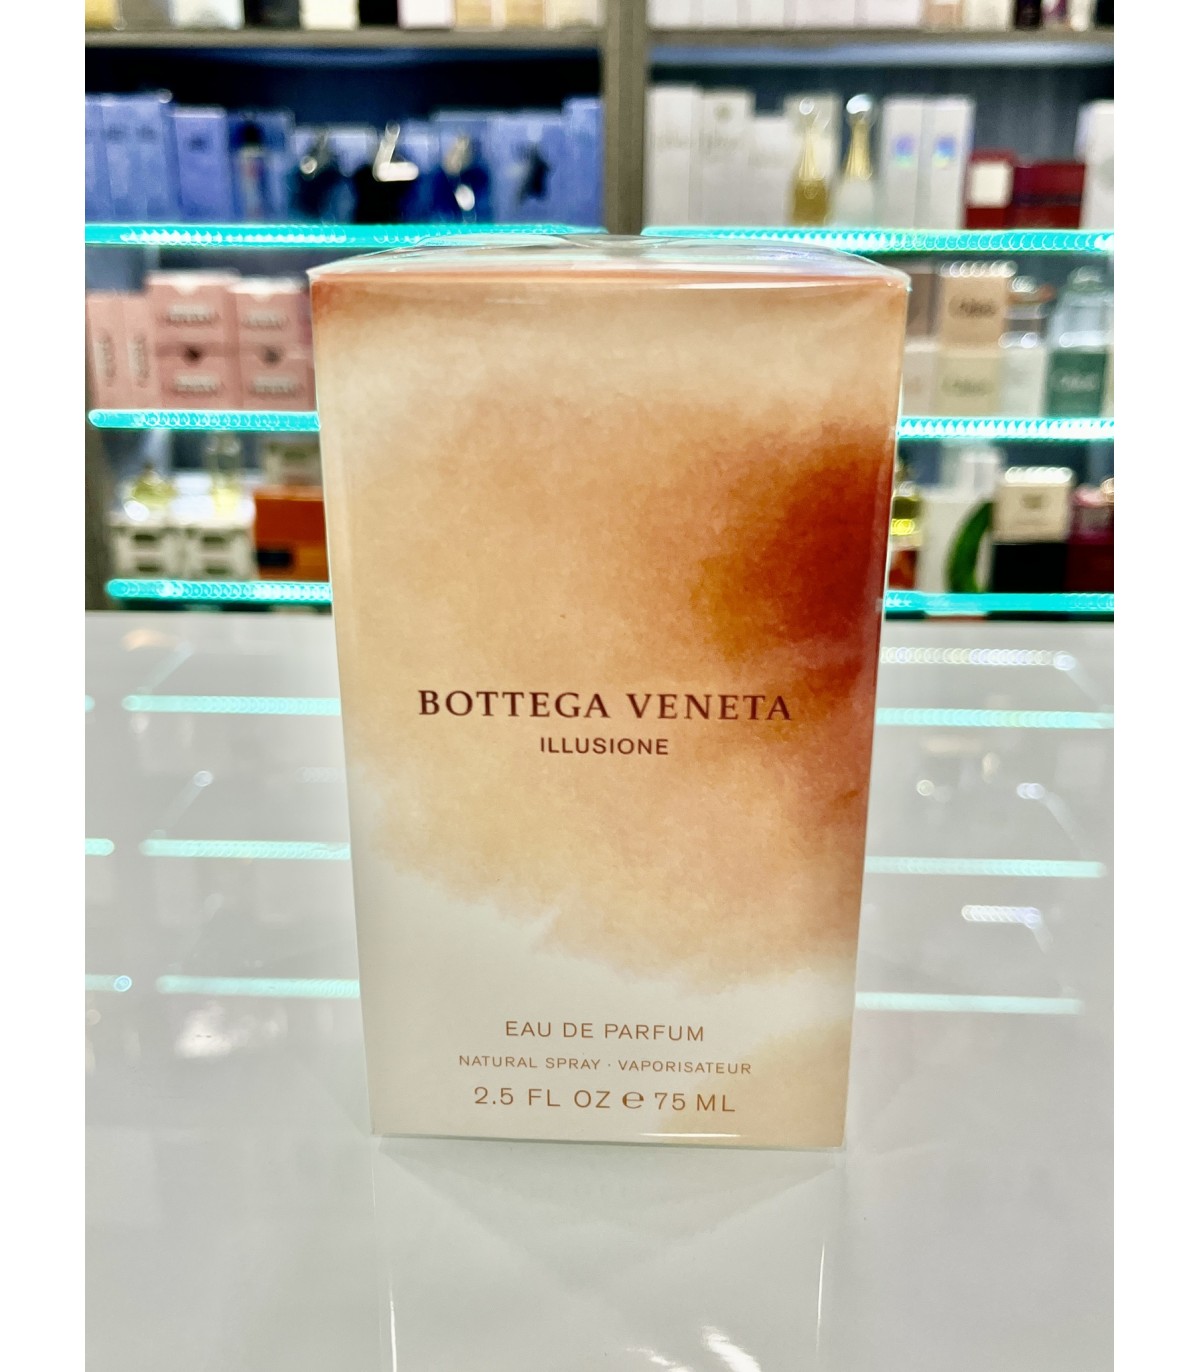 BOTTEGA VENETA
ILLUSIONE
EAU DE PARFUM
NATURAL SPRAY · VAPORISATEUR
2.5 FL OZ ℮ 75 ML